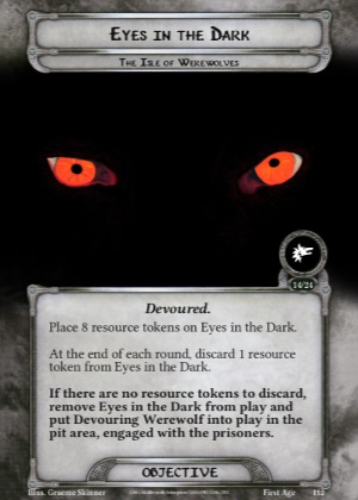 Eyes in the Dark
The Isle of Werewolves
14/24
Devoured.
Place 8 resource tokens on Eyes in the Dark.
At the end of each round, discard 1 resource
token from Eyes in the Dark.
If there are no resource tokens to discard,
remove Eyes in the Dark from play and
put Devouring Werewolf into play in the
pit area, engaged with the prisoners.
OBJECTIVE
Illus. Graeme Skinner
First Age